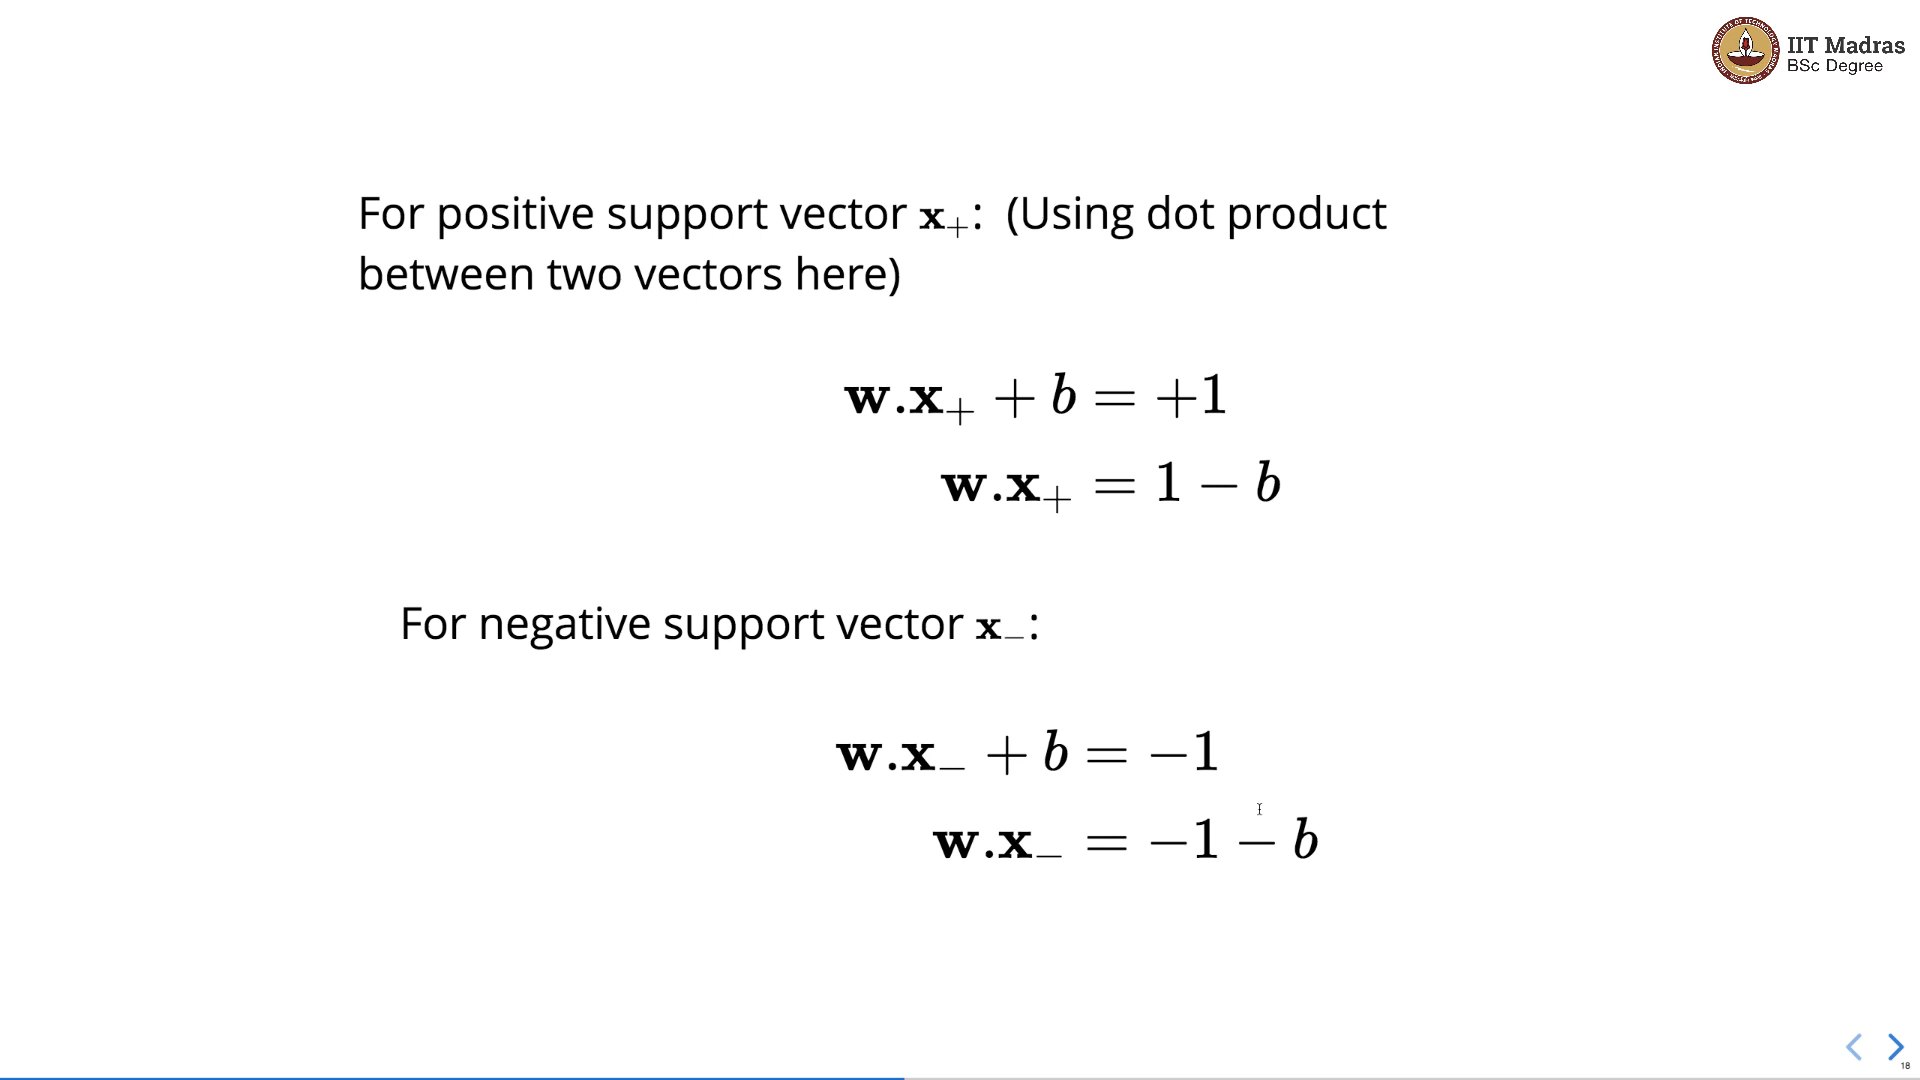 IIT Madras
BSc Degree
For positive support vector x₊: (Using dot product
between two vectors here)
w.x₊ + b = +1
w.x₊ = 1 − b
For negative support vector x₋:
w.x₋ + b = −1
w.x₋ = −1 − b
18